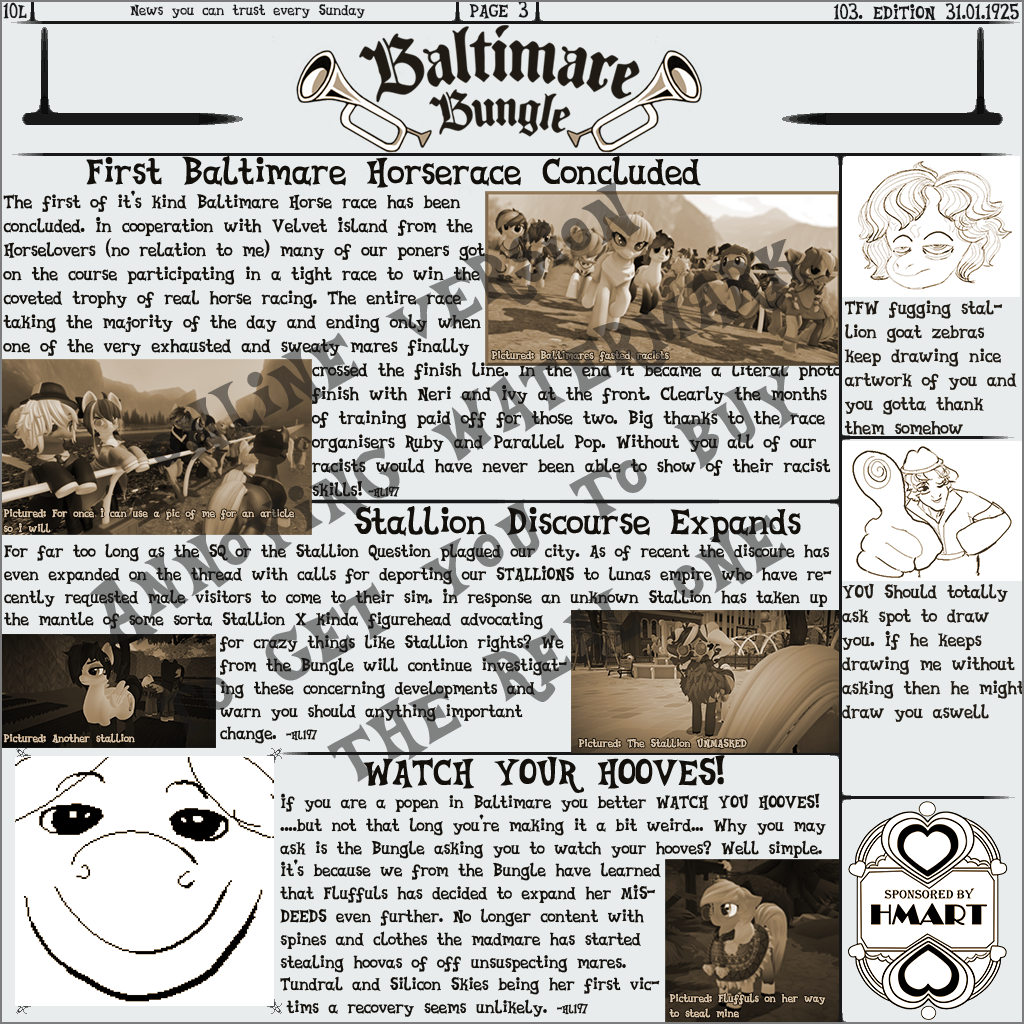 10L
News you can trust every Sunday
PAGE 3
103. EDITION 31.01.1925
Baltimare
Bungle
First Baltimare Horserace Concluded
The first of it's kind Baltimare Horse race has been
concluded. In cooperation with Velvet Island from the
Horselovers (no relation to me) many of our poners got
on the course participating in a tight race to win the
coveted trophy of real horse racing. The entire race
taking the majority of the day and ending only when
one of the very exhausted and sweaty mares finally
Pictured: Baltimares fasted racists
crossed the finish line. In the end it became a literal photo
finish with Neri and Ivy at the front. Clearly the months
of training paid off for those two. Big thanks to the race
organisers Ruby and Parallel Pop. Without you all of our
racists would have never been able to show of their racist
skills! -HL197
Pictured: For once i can use a pic of me for an article
so i will
Stallion Discourse Expands
For far too long as the SQ or the Stallion Question plagued our city. As of recent the discoure has
even expanded on the thread with calls for deporting our STALLIONS to lunas empire who have re-
cently requested male visitors to come to their sim. In response an unknown Stallion has taken up
the mantle of some sorta Stallion X kinda figurehead advocating
for crazy things like Stallion rights? We
from the Bungle will continue investigat-
ing these concerning developments and
warn you should anything important
change. -HL197
Pictured: Another stallion
Pictured: The Stallion UNMASKED
WATCH YOUR HOOVES!
if you are a popen in Baltimare you better WATCH YOU HOOVES!
....but not that long you're making it a bit weird... Why you may
ask is the Bungle asking you to watch your hooves? Well simple.
it's because we from the Bungle have learned
that Fluffuls has decided to expand her MIS-
DEEDS even further. No longer content with
spines and clothes the madmare has started
stealing hoovas of off unsuspecting mares.
Tundral and Silicon Skies being her first vic-
tims a recovery seems unlikely. -HL197
Pictured: Fluffuls on her way
to steal mine
TFW fugging stal-
lion goat zebras
keep drawing nice
artwork of you and
you gotta thank
them somehow
YOU Should totally
ask spot to draw
you. if he keeps
drawing me without
asking then he might
draw you aswell
SPONSORED BY
HMART
ONLINE VERSION
ANNOYING WATERMARK
TO GET YOU TO BUY
THE REAL ONE